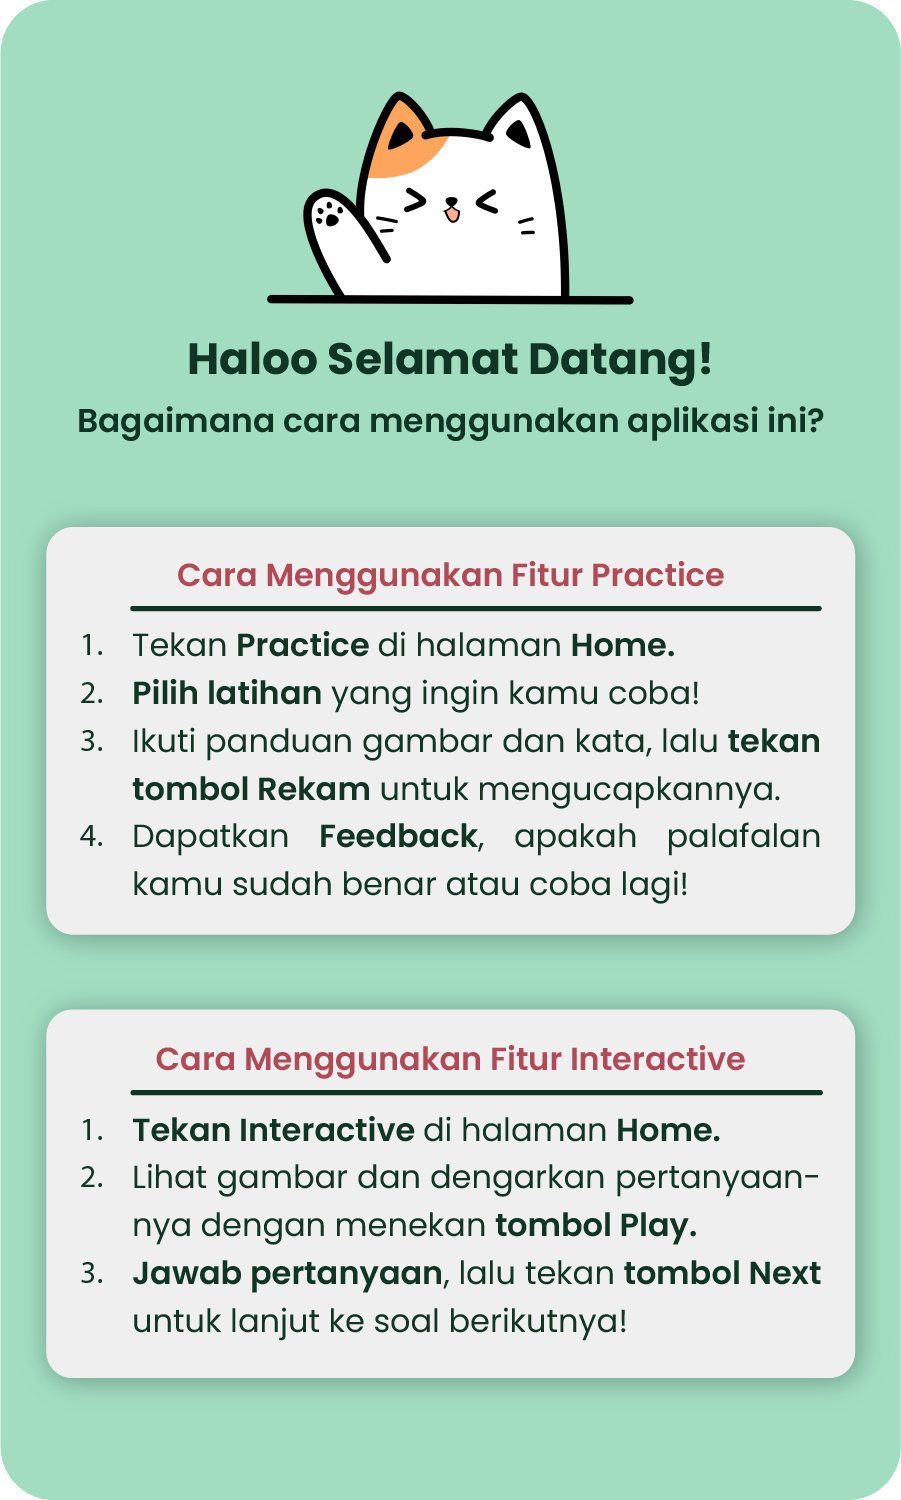 Haloo Selamat Datang!
Bagaimana cara menggunakan aplikasi ini?
Cara Menggunakan Fitur Practice
1. Tekan Practice di halaman Home.
2. Pilih latihan yang ingin kamu coba!
3. Ikuti panduan gambar dan kata, lalu tekan
tombol Rekam untuk mengucapkannya.
4. Dapatkan Feedback, apakah palafalan
kamu sudah benar atau coba lagi!
Cara Menggunakan Fitur Interactive
1. Tekan Interactive di halaman Home.
2. Lihat gambar dan dengarkan pertanyaan-
nya dengan menekan tombol Play.
3. Jawab pertanyaan, lalu tekan tombol Next
untuk lanjut ke soal berikutnya!